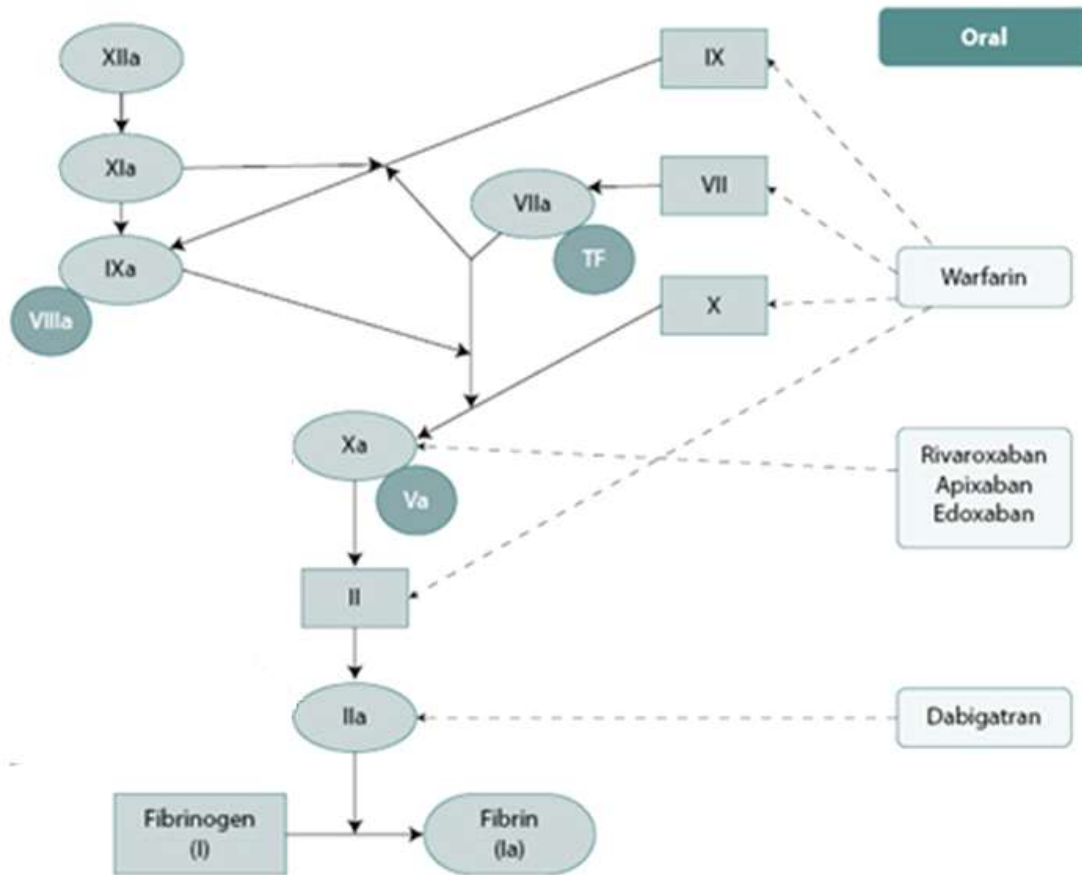 XIIa
IX
Oral
XIa
VIIa
VII
TF
IXa
VIIIa
X
Warfarin
Xa
Va
Rivaroxaban
Apixaban
Edoxaban
II
IIa
Dabigatran
Fibrinogen
(I)
Fibrin
(Ia)